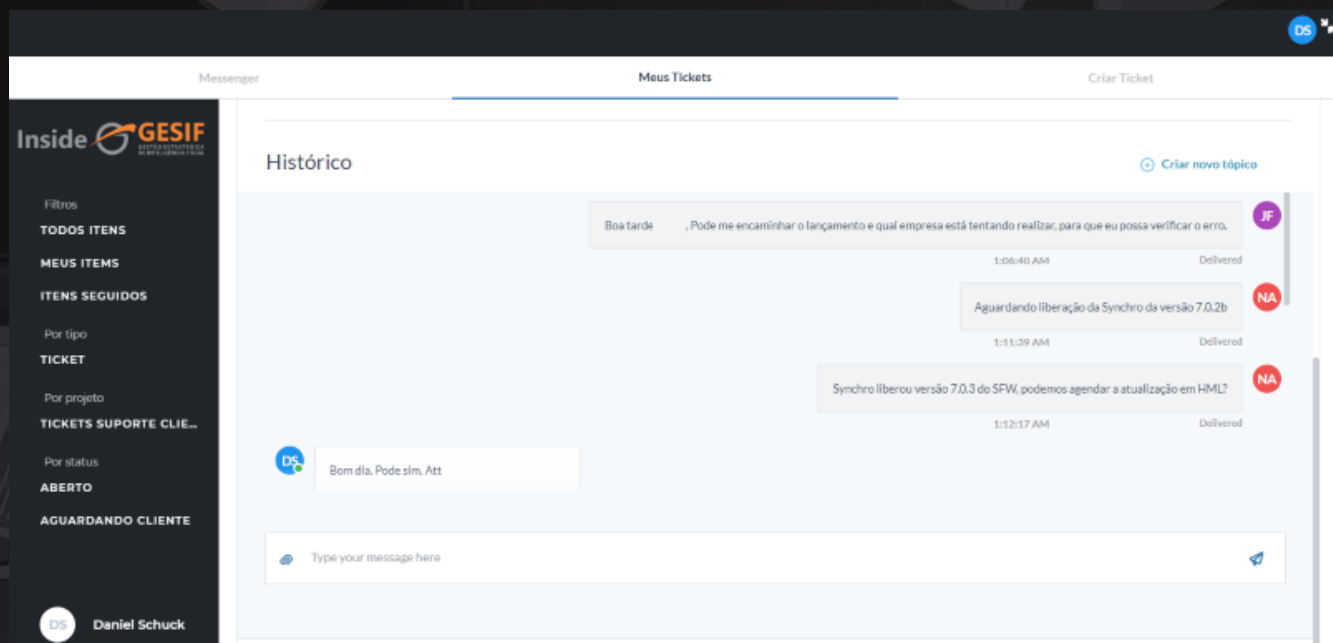 DS
Messenger
Meus Tickets
Criar Ticket
Inside GESIF
GESTÃO ESTRATÉGICA
DE INTELIGÊNCIA FISCAL
Filtros
TODOS ITENS
MEUS ITEMS
ITENS SEGUIDOS
Por tipo
TICKET
Por projeto
TICKETS SUPORTE CLIE...
Por status
ABERTO
AGUARDANDO CLIENTE
DS Daniel Schuck
Histórico
Criar novo tópico
Boa tarde , Pode me encaminhar o lançamento e qual empresa está tentando realizar, para que eu possa verificar o erro.
JF
1:06:40 AM Delivered
Aguardando liberação da Synchro da versão 7.0.2b
NA
1:11:39 AM Delivered
Synchro liberou versão 7.0.3 do SFW, podemos agendar a atualização em HML?
NA
1:12:17 AM Delivered
DS
Bom dia. Pode sim. Att
Type your message here